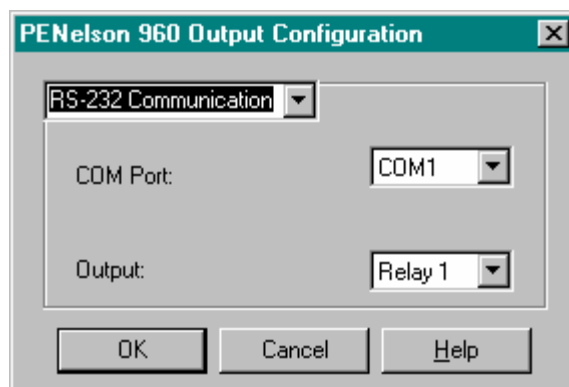 PENelson 960 Output Configuration
RS-232 Communication
COM Port: COM1
Output: Relay 1
OK Cancel Help